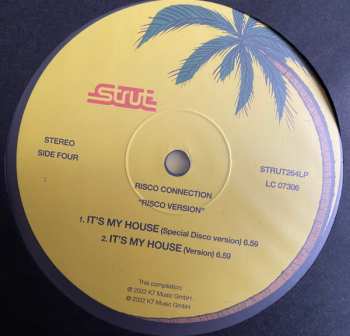 Strut
STEREO
SIDE FOUR
STRUT264LP
LC 07306
RISCO CONNECTION
"RISCO VERSION"
1. IT'S MY HOUSE (Special Disco version) 6.59
2. IT'S MY HOUSE (Version) 6.59
This compilation
℗ 2022 K7 Music GmbH.
© 2022 K7 Music GmbH